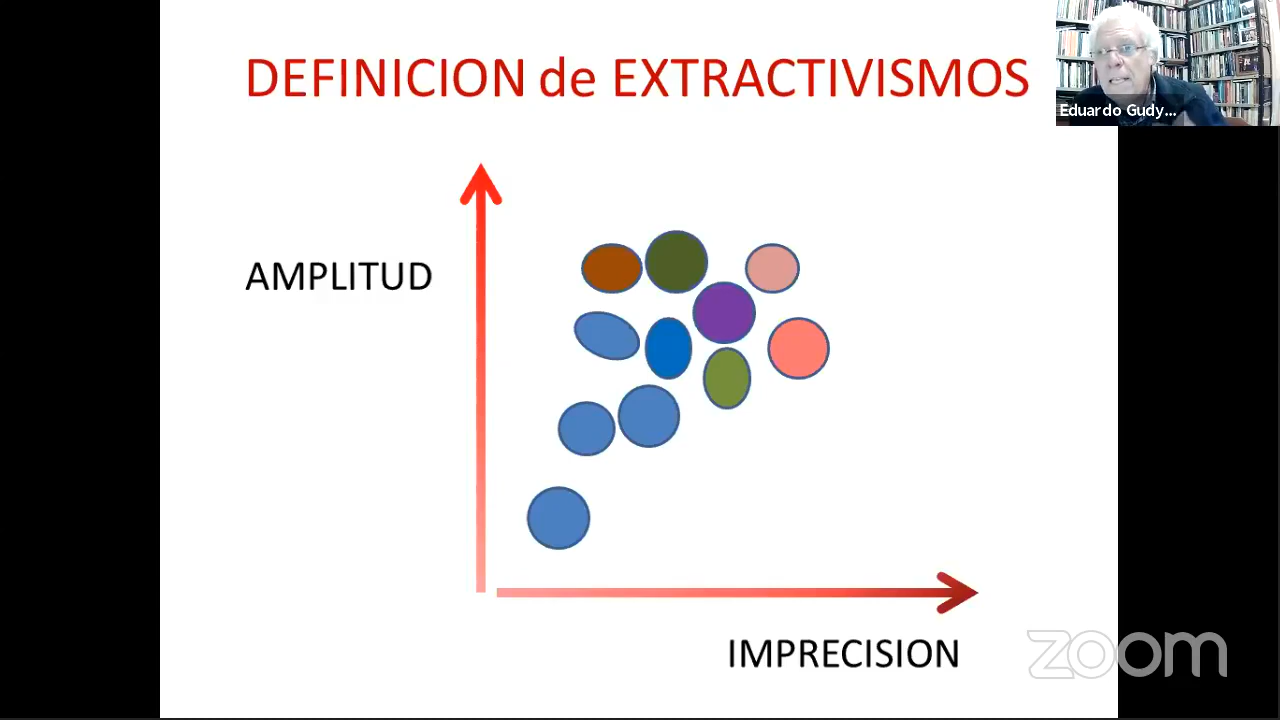 DEFINICION de EXTRACTIVISMOS
Eduardo Gudy...
AMPLITUD
IMPRECISION
zoom